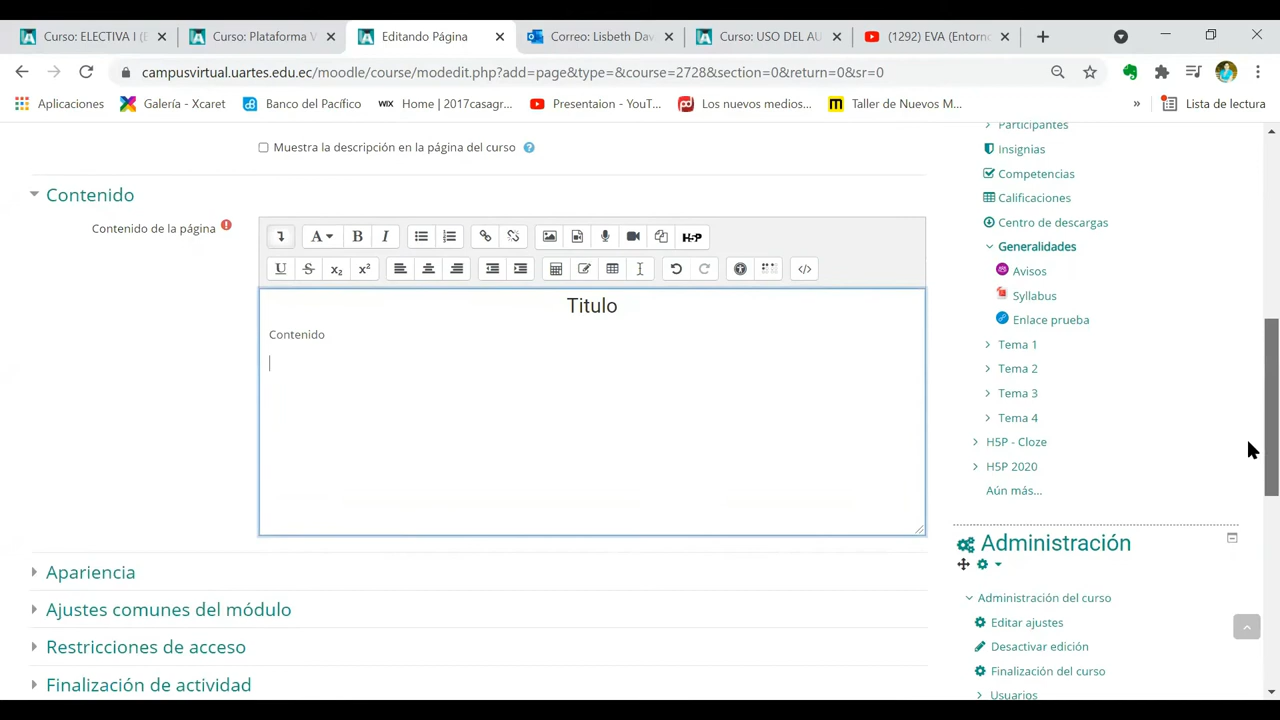 Curso: ELECTIVA I (E
Curso: Plataforma V
Editando Página
Correo: Lisbeth Dav
Curso: USO DEL AU
(1292) EVA (Entorno
campusvirtual.uartes.edu.ec/moodle/course/modedit.php?add=page&type=&course=2728&section=0&return=0&sr=0
Aplicaciones
Galería - Xcaret
Banco del Pacífico
WIX Home | 2017casagr...
Presentaion - YouT...
Los nuevos medios...
Taller de Nuevos M...
»
Lista de lectura
Muestra la descripción en la página del curso
Contenido
Contenido de la página
A B I H-P
U S x₂ x² </>
Titulo
Contenido
Apariencia
Ajustes comunes del módulo
Restricciones de acceso
Finalización de actividad
Participantes
Insignias
Competencias
Calificaciones
Centro de descargas
Generalidades
Avisos
Syllabus
Enlace prueba
Tema 1
Tema 2
Tema 3
Tema 4
H5P - Cloze
H5P 2020
Aún más...
Administración
Administración del curso
Editar ajustes
Desactivar edición
Finalización del curso
Usuarios